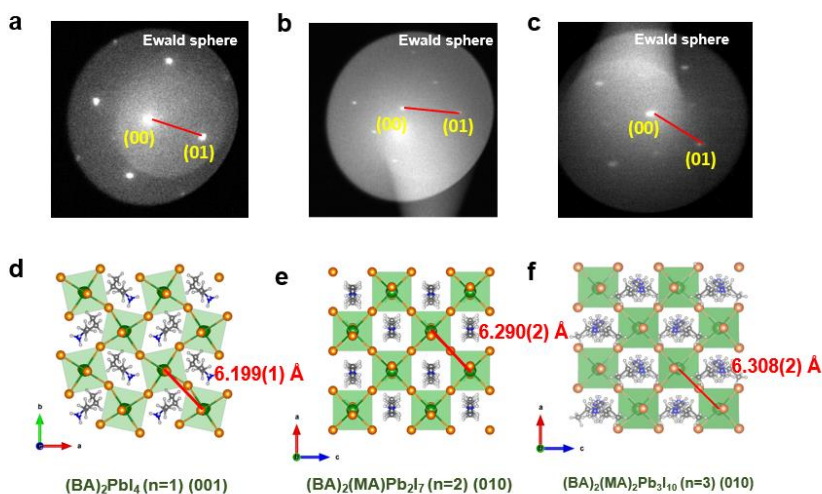 a
b
c
Ewald sphere
Ewald sphere
Ewald sphere
(00)
(01)
(00)
(01)
(00)
(01)
d
e
f
6.199(1) Å
6.290(2) Å
6.308(2) Å
b
a
a
c
a
c
(BA)₂PbI₄ (n=1) (001)
(BA)₂(MA)Pb₂I₇ (n=2) (010)
(BA)₂(MA)₂Pb₃I₁₀ (n=3) (010)